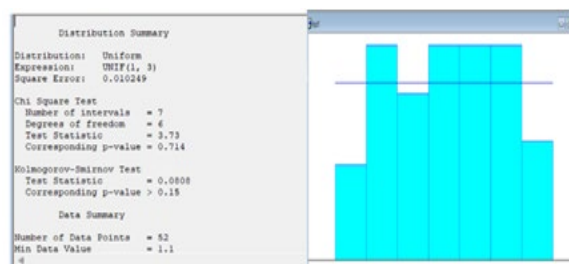 Distribution Summary
Distribution: Uniform
Expression: UNIF(1, 3)
Square Error: 0.010249
Chi Square Test
Number of intervals = 7
Degrees of freedom = 6
Test Statistic = 3.73
Corresponding p-value = 0.714
Kolmogorov-Smirnov Test
Test Statistic = 0.0808
Corresponding p-value > 0.15
Data Summary
Number of Data Points = 52
Min Data Value = 1.1